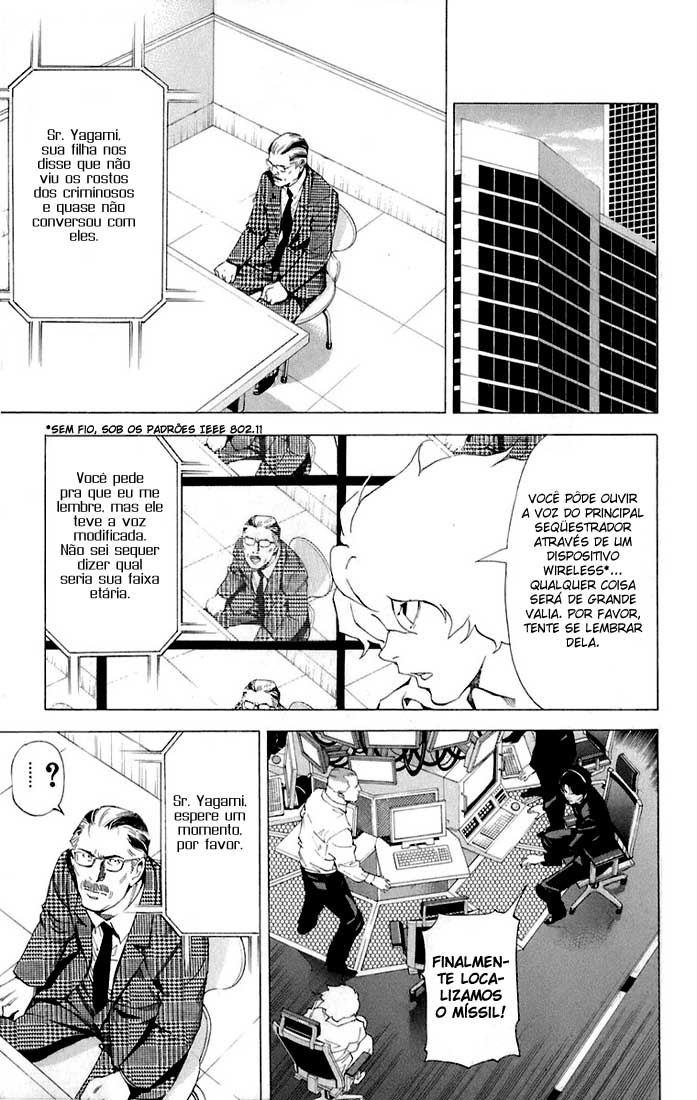 Sr. Yagami,
sua filha nos
disse que não
viu os rostos
dos criminosos
e quase não
conversou com
eles.
*SEM FIO, SOB OS PADRÕES IEEE 802.11
Você pede
pra que eu me
lembre, mas ele
teve a voz
modificada.
Não sei sequer
dizer qual
seria sua faixa
etária.
VOCÊ PÔDE OUVIR
A VOZ DO PRINCIPAL
SEQÜESTRADOR
ATRAVÉS DE UM
DISPOSITIVO
WIRELESS*...
QUALQUER COISA
SERÁ DE GRANDE
VALIA. POR FAVOR,
TENTE SE LEMBRAR
DELA.
...?
Sr. Yagami,
espere um
momento,
por favor.
FINALMEN-
TE LOCA-
LIZAMOS
O MÍSSIL!